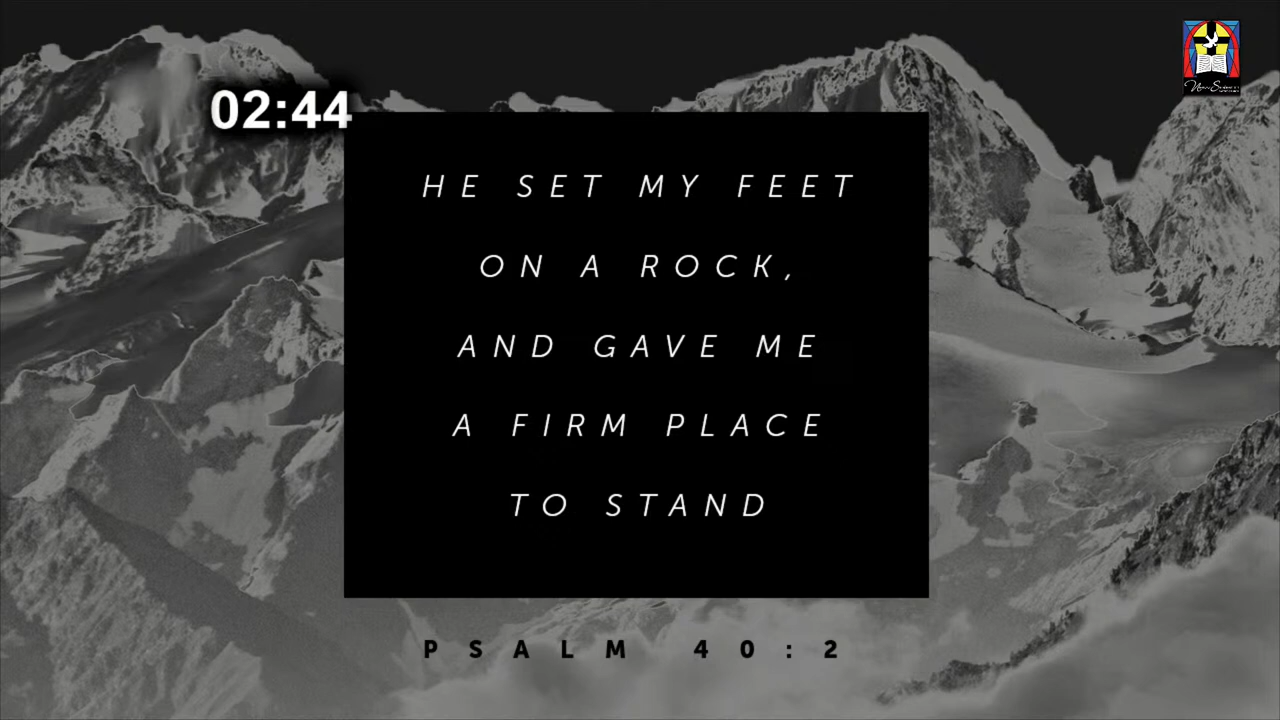 02:44
HE SET MY FEET
ON A ROCK,
AND GAVE ME
A FIRM PLACE
TO STAND
PSALM 40:2